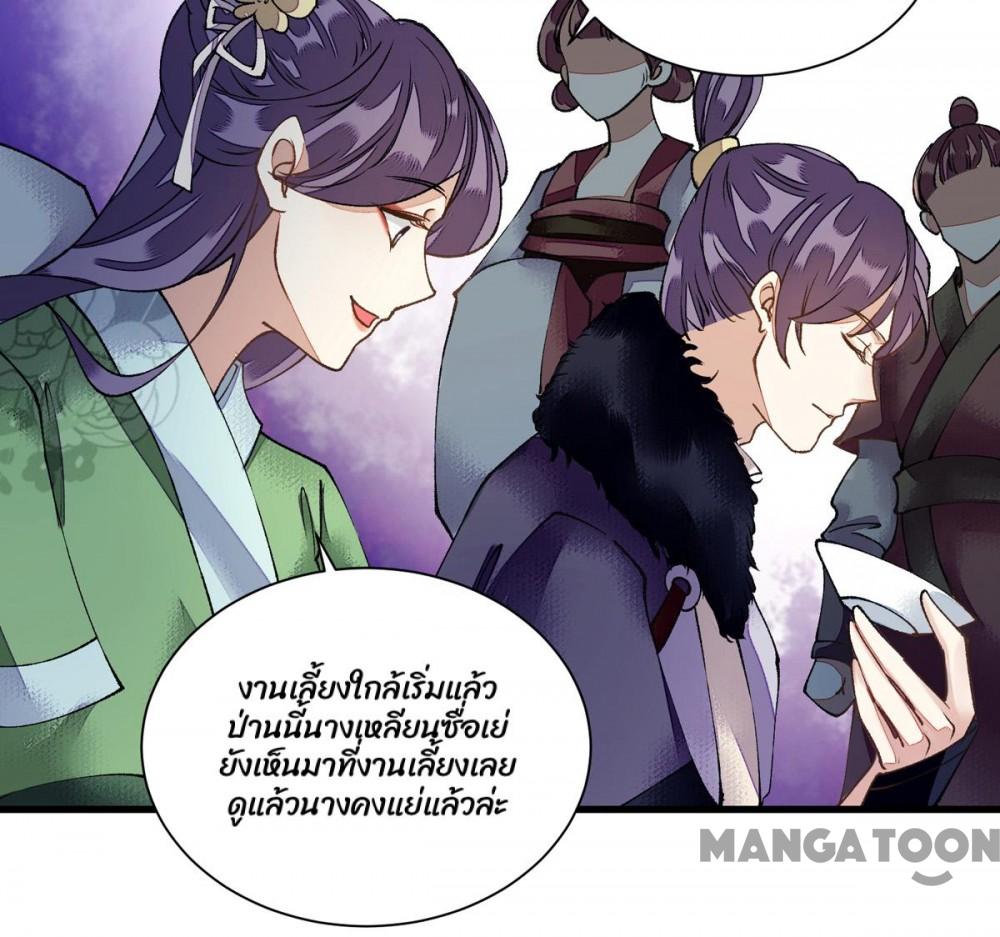 งานเลี้ยงใกล้เริ่มแล้ว
ป่านนี้นางเหลียนซื่อเย่
ยังเห็นมาที่งานเลี้ยงเลย
ดูแล้วนางคงแย่แล้วล่ะ
MANGATOON